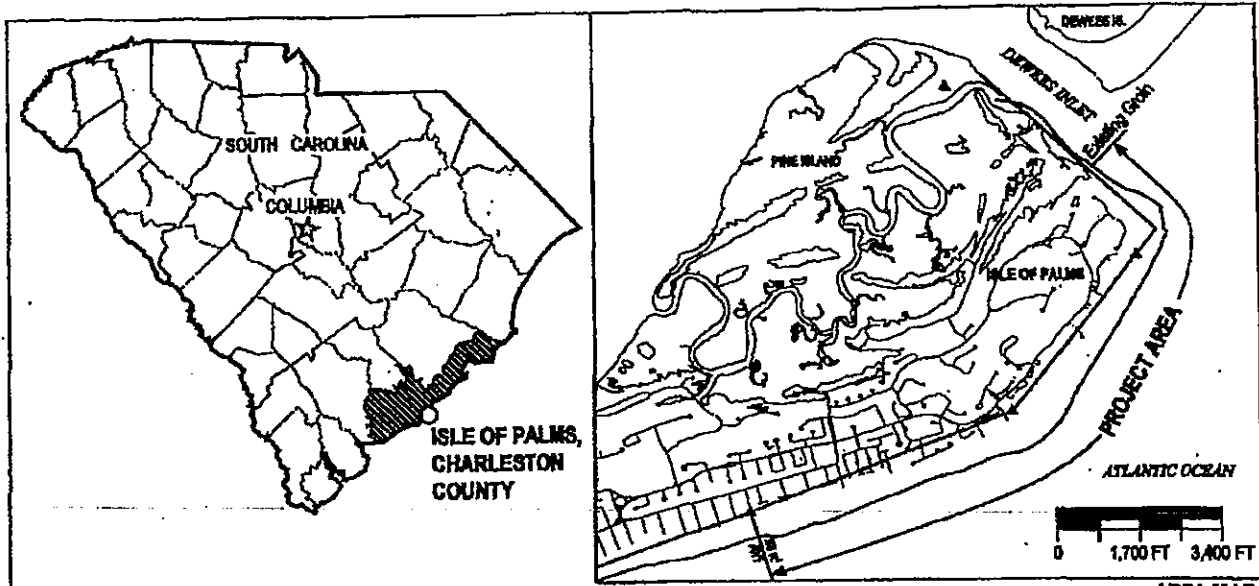 SOUTH CAROLINA
COLUMBIA
ISLE OF PALMS,
CHARLESTON
COUNTY
DEWEES IS.
DEWEES INLET
Existing Groin
PINE ISLAND
ISLE OF PALMS
PROJECT AREA
ATLANTIC OCEAN
0 1,700 FT 3,400 FT